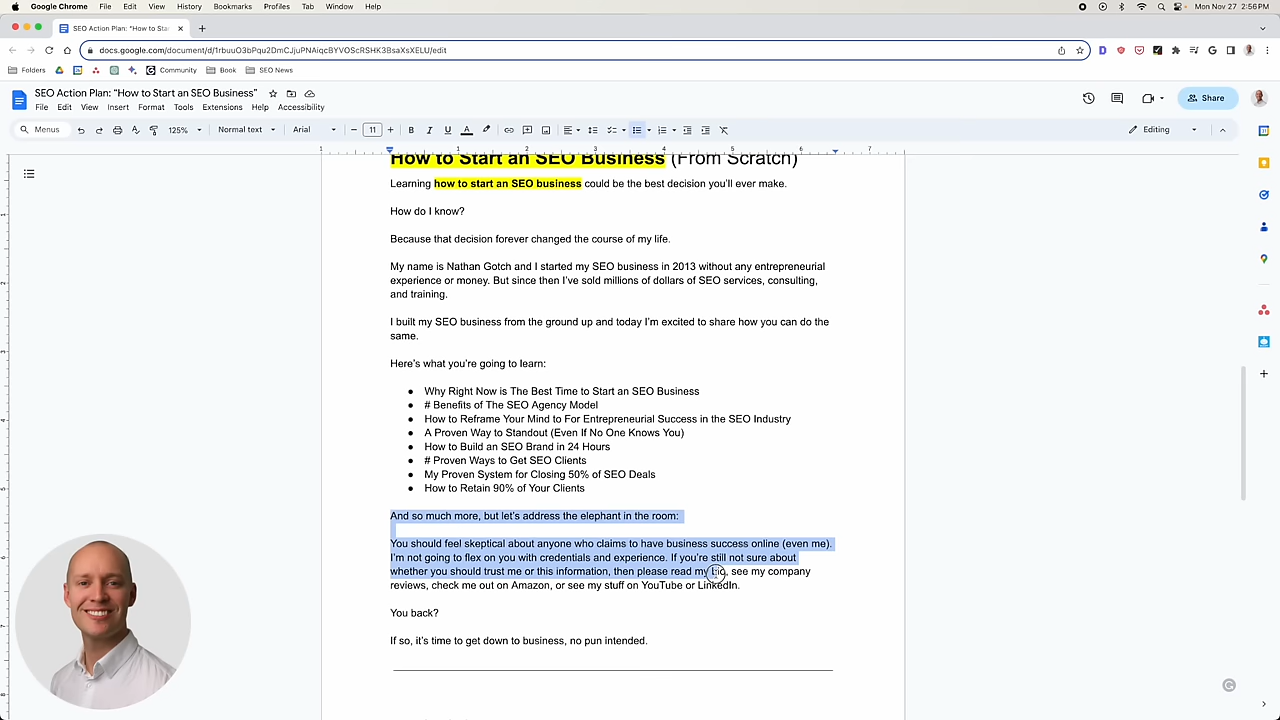 Google Chrome File Edit View History Bookmarks Profiles Tab Window Help Mon Nov 27 2:56PM
SEO Action Plan: “How to Star
docs.google.com/document/d/1rbuuO3bPqu2DmCJjuPNAiqcBYVOScRSHK3BsaXsXELU/edit
Folders Community Book SEO News
SEO Action Plan: “How to Start an SEO Business”
File Edit View Insert Format Tools Extensions Help Accessibility
Share
Menus 125% Normal text Arial 11 Editing
1 1 2 3 4 5 6 7
How to Start an SEO Business (From Scratch)
Learning how to start an SEO business could be the best decision you’ll ever make.
How do I know?
Because that decision forever changed the course of my life.
My name is Nathan Gotch and I started my SEO business in 2013 without any entrepreneurial
experience or money. But since then I’ve sold millions of dollars of SEO services, consulting,
and training.
I built my SEO business from the ground up and today I’m excited to share how you can do the
same.
Here’s what you’re going to learn:
● Why Right Now is The Best Time to Start an SEO Business
● # Benefits of The SEO Agency Model
● How to Reframe Your Mind to For Entrepreneurial Success in the SEO Industry
● A Proven Way to Standout (Even If No One Knows You)
● How to Build an SEO Brand in 24 Hours
● # Proven Ways to Get SEO Clients
● My Proven System for Closing 50% of SEO Deals
● How to Retain 90% of Your Clients
And so much more, but let’s address the elephant in the room:
You should feel skeptical about anyone who claims to have business success online (even me).
I’m not going to flex on you with credentials and experience. If you’re still not sure about
whether you should trust me or this information, then please read my bio, see my company
reviews, check me out on Amazon, or see my stuff on YouTube or LinkedIn.
You back?
If so, it’s time to get down to business, no pun intended.